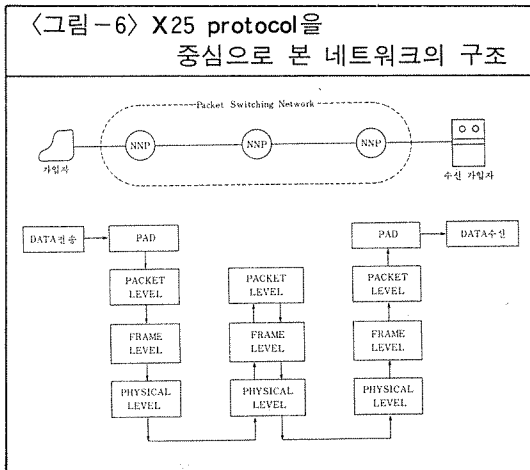 〈그림-6〉 X25 protocol을
중심으로 본 네트워크의 구조
Packet Switching Network
NNP NNP NNP
가입자
수신 가입자
DATA전송 PAD PAD DATA수신
PACKET LEVEL
PACKET LEVEL
PACKET LEVEL
FRAME LEVEL
FRAME LEVEL
FRAME LEVEL
PHYSICAL LEVEL
PHYSICAL LEVEL
PHYSICAL LEVEL